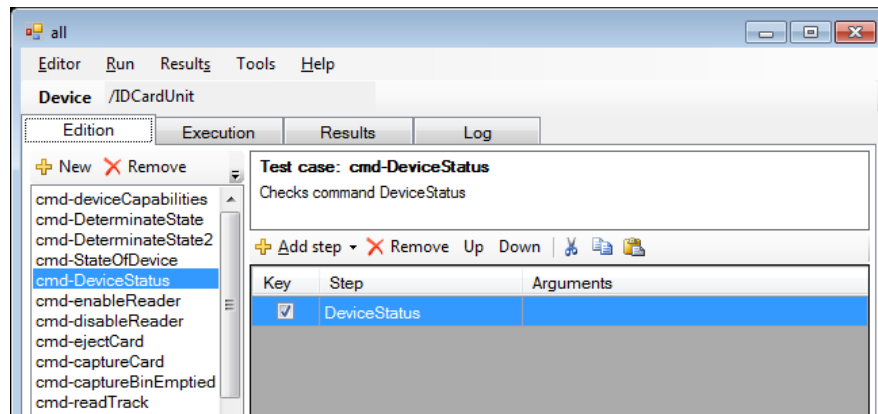 all
Editor Run Results Tools Help
Device /IDCardUnit
Edition Execution Results Log
New Remove
cmd-deviceCapabilities
cmd-DeterminateState
cmd-DeterminateState2
cmd-StateOfDevice
cmd-DeviceStatus
cmd-enableReader
cmd-disableReader
cmd-ejectCard
cmd-captureCard
cmd-captureBinEmptied
cmd-readTrack
Test case: cmd-DeviceStatus
Checks command DeviceStatus
Add step Remove Up Down
Key Step Arguments
DeviceStatus